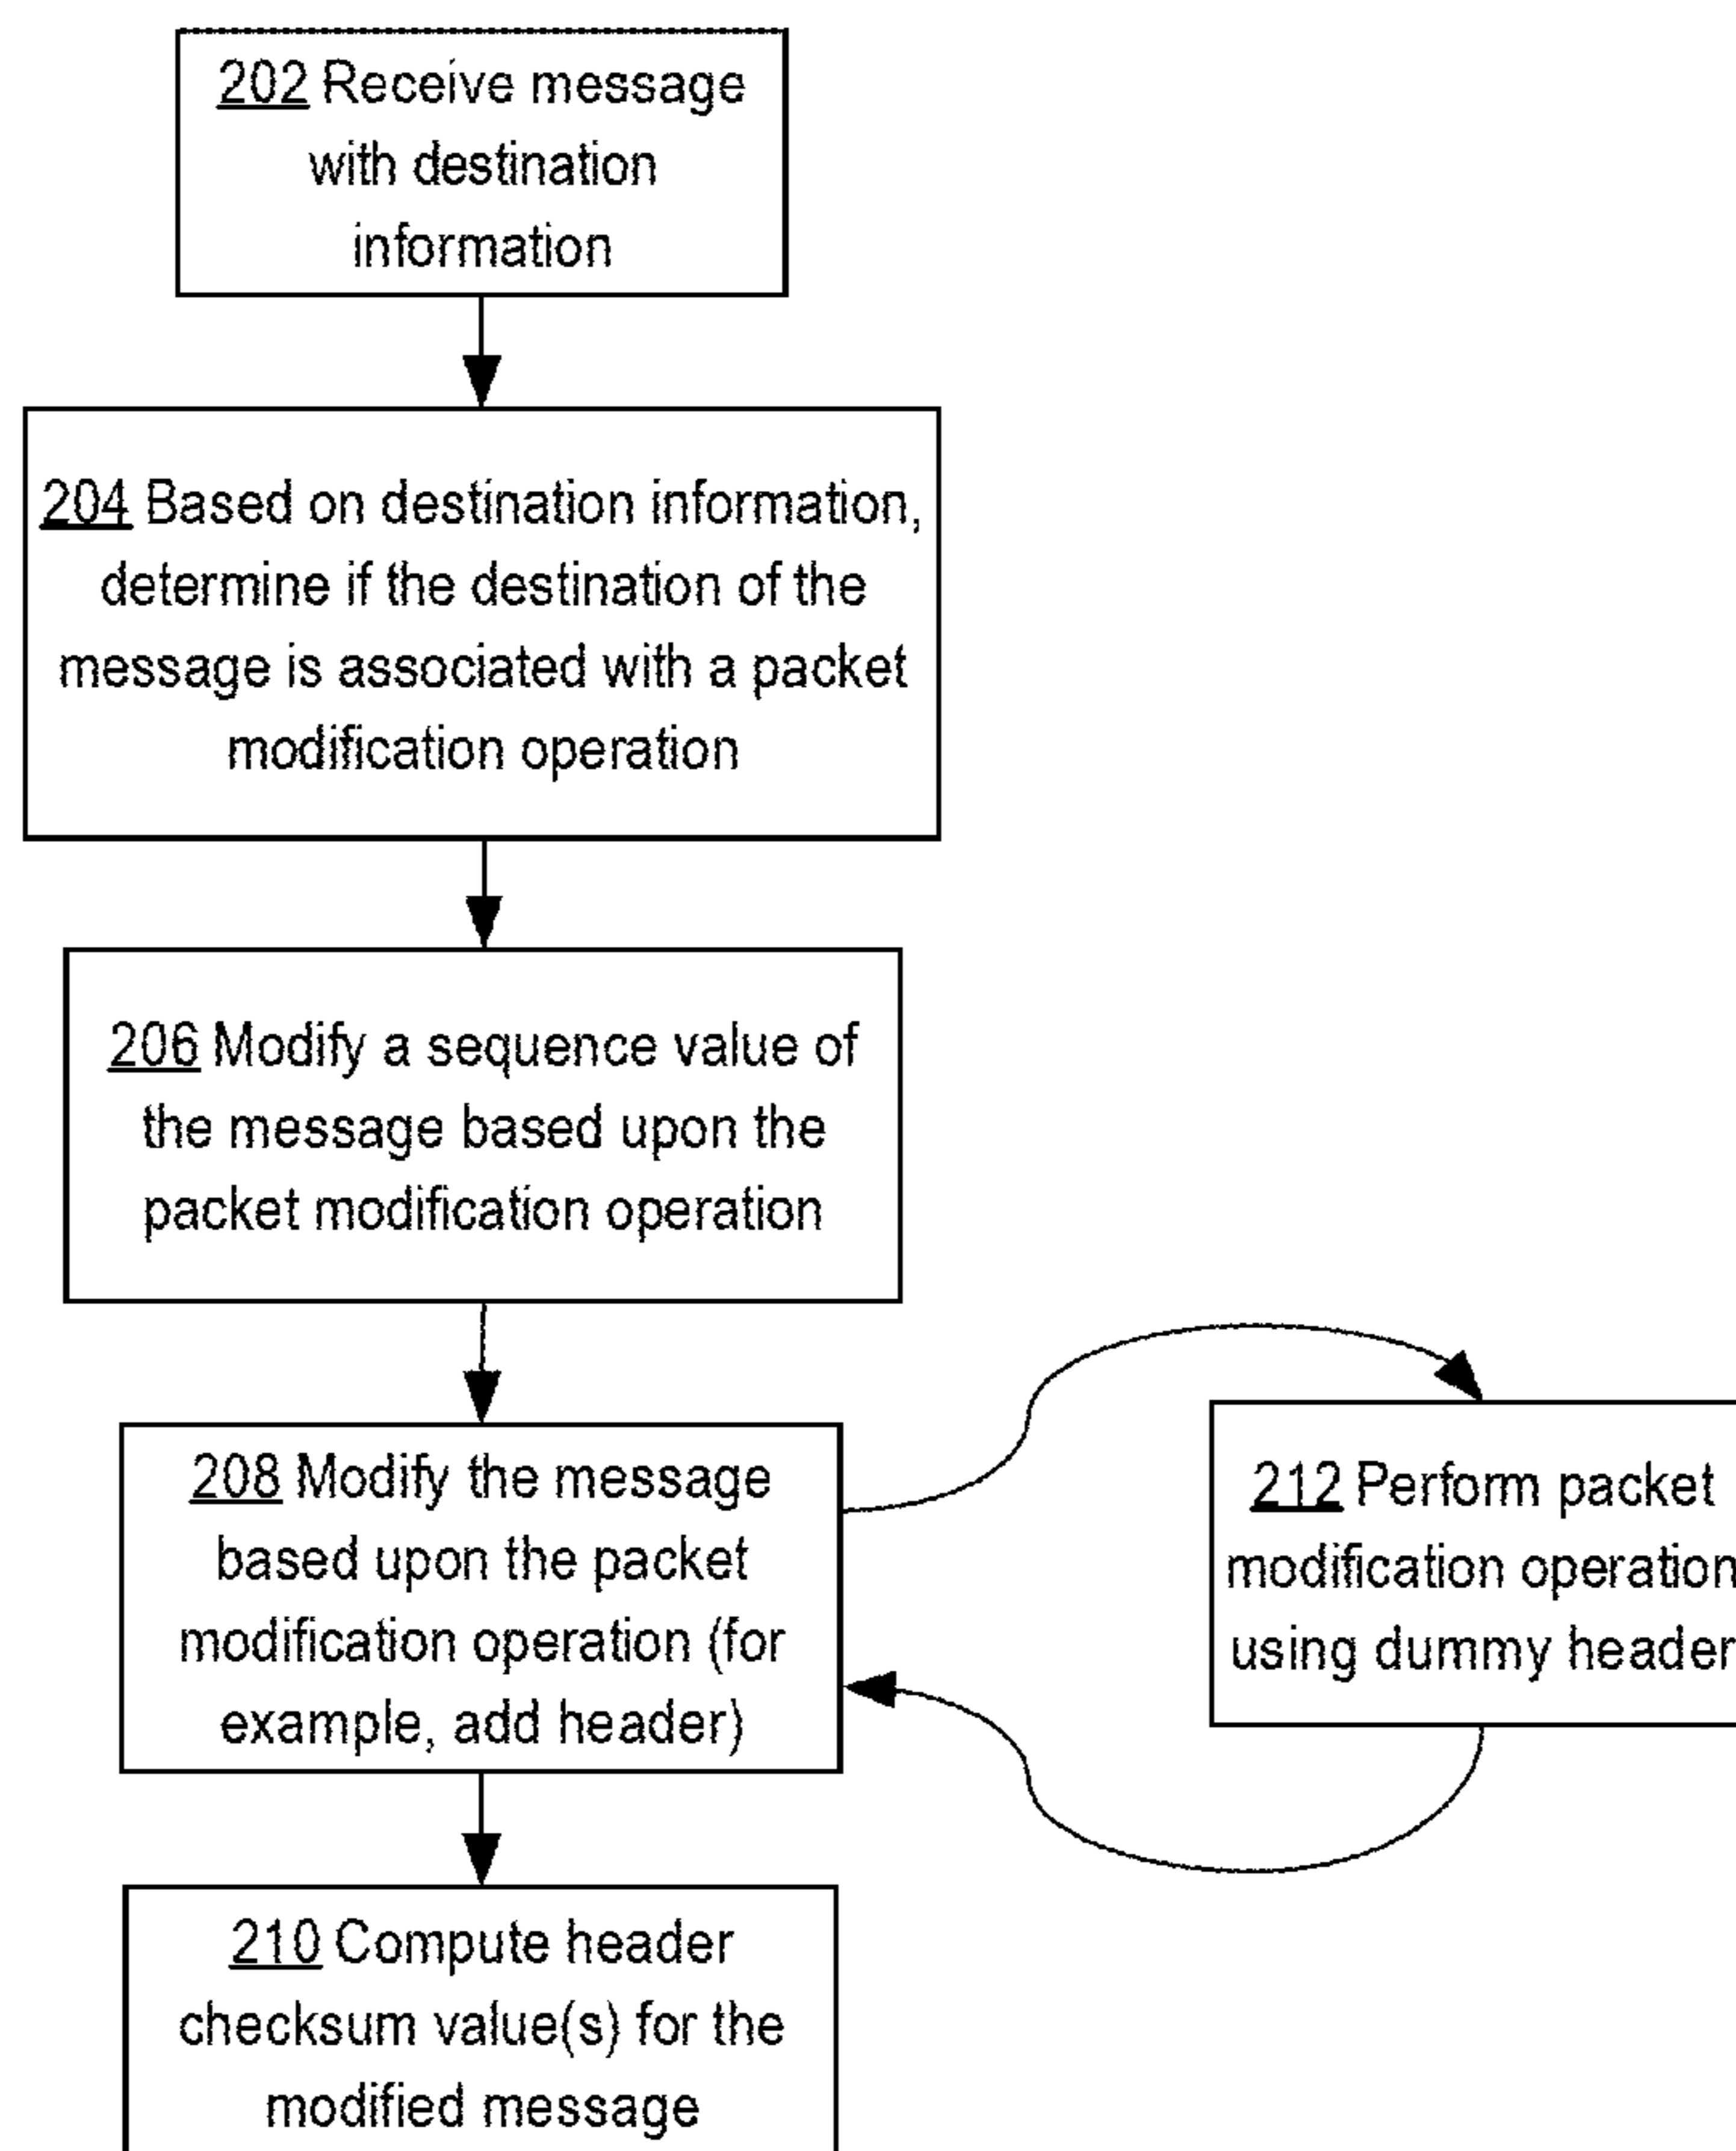 202 Receive message
with destination
information
204 Based on destination information,
determine if the destination of the
message is associated with a packet
modification operation
206 Modify a sequence value of
the message based upon the
packet modification operation
208 Modify the message
based upon the packet
modification operation (for
example, add header)
212 Perform packet
modification operation
using dummy header
210 Compute header
checksum value(s) for the
modified message